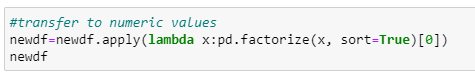 #transfer to numeric values
newdf=newdf.apply(lambda x:pd.factorize(x, sort=True)[0])
newdf